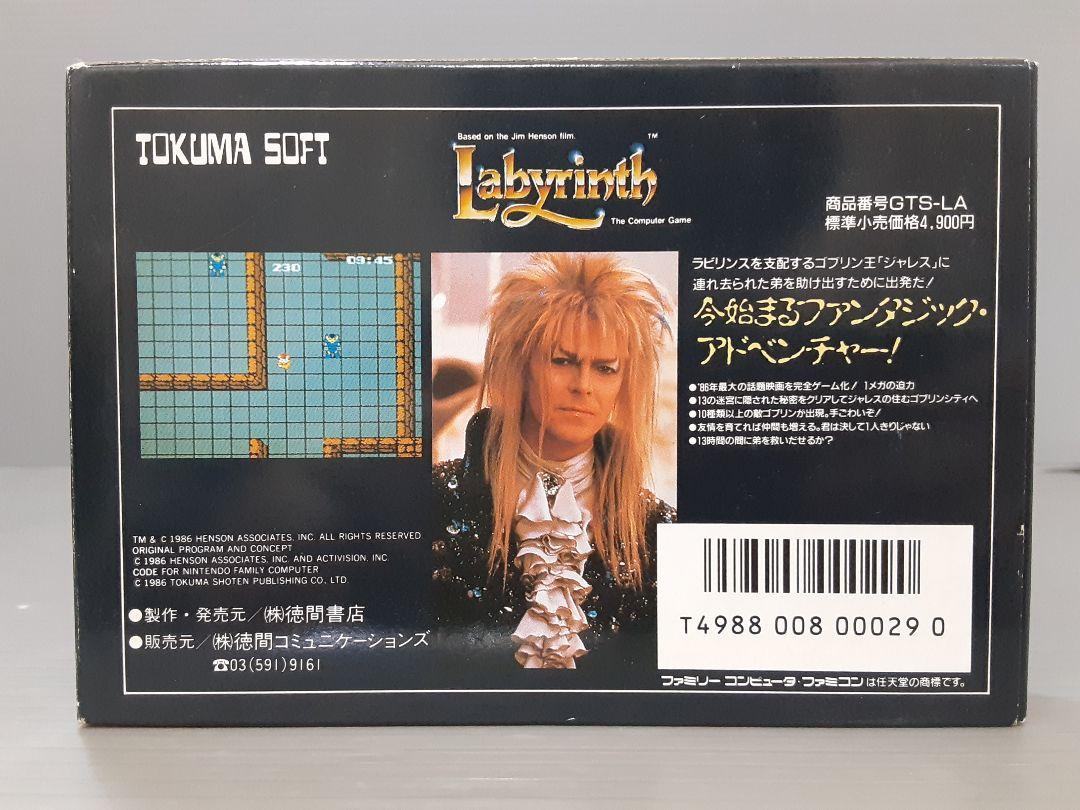 TOKUMA SOFT
Based on the Jim Henson film.
TM
Labyrinth
The Computer Game
商品番号GTS-LA
標準小売価格4,900円
230
09:45
ラビリンスを支配するゴブリン王「ジャレス」に
連れ去られた弟を助け出すために出発だ!
今始まるファンタジック・
アドベンチャー!
●'86年最大の話題映画を完全ゲーム化! 1メガの迫力
●13の迷宮に隠された秘密をクリアしてジャレスの住むゴブリンシティへ
●10種類以上の敵ゴブリンが出現。手ごわいぞ!
●友情を育てれば仲間も増える。君は決して1人きりじゃない
●13時間の間に弟を救いだせるか?
TM & © 1986 HENSON ASSOCIATES, INC. ALL RIGHTS RESERVED
ORIGINAL PROGRAM AND CONCEPT
© 1986 HENSON ASSOCIATES, INC. AND ACTIVISION, INC.
CODE FOR NINTENDO FAMILY COMPUTER
© 1986 TOKUMA SHOTEN PUBLISHING CO., LTD.
●製作・発売元/㈱徳間書店
●販売元/㈱徳間コミュニケーションズ
☎03(591)9161
T4988 008 00029 0
ファミリーコンピュータ・ファミコンは任天堂の商標です。